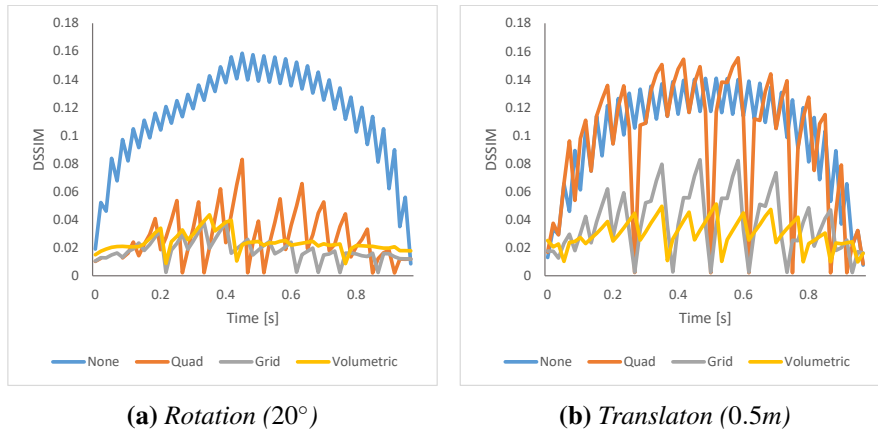 0.18
0.16
0.14
0.12
0.1
0.08
0.06
0.04
0.02
0
DSSIM
0 0.2 0.4 0.6 0.8
Time [s]
None Quad Grid Volumetric
(a) Rotation (20°)
0.18
0.16
0.14
0.12
0.1
0.08
0.06
0.04
0.02
0
DSSIM
0 0.2 0.4 0.6 0.8
Time [s]
None Quad Grid Volumetric
(b) Translaton (0.5m)